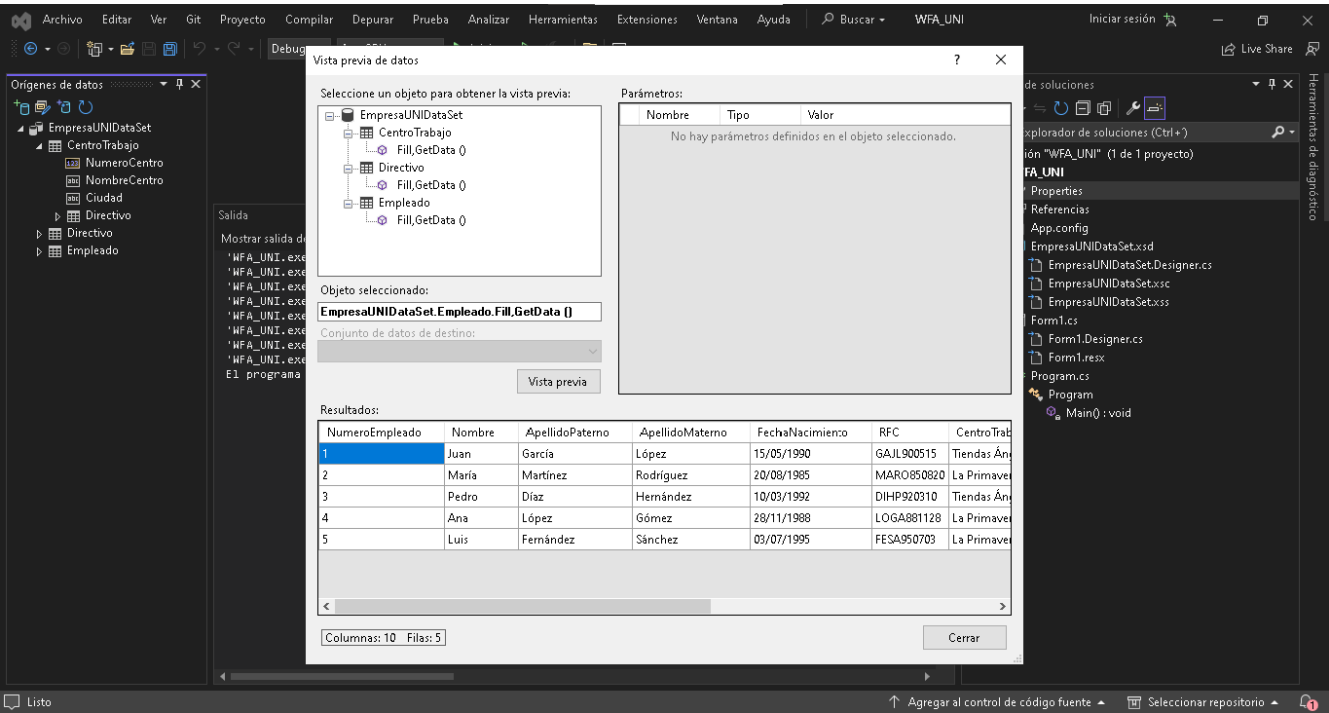 Archivo Editar Ver Git Proyecto Compilar Depurar Prueba Analizar Herramientas Extensiones Ventana Ayuda Buscar WFA_UNI Iniciar sesión
Debug
Live Share
Orígenes de datos
EmpresaUNIDataSet
CentroTrabajo
NumeroCentro
NombreCentro
Ciudad
Directivo
Directivo
Empleado
Salida
Mostrar salida
'WFA_UNI.exe
'WFA_UNI.exe
'WFA_UNI.exe
'WFA_UNI.exe
'WFA_UNI.exe
'WFA_UNI.exe
'WFA_UNI.exe
'WFA_UNI.exe
El programa
Vista previa de datos ?
Seleccione un objeto para obtener la vista previa:
EmpresaUNIDataSet
CentroTrabajo
Fill,GetData ()
Directivo
Fill,GetData ()
Empleado
Fill,GetData ()
Objeto seleccionado:
EmpresaUNIDataSet.Empleado.Fill,GetData ()
Conjunto de datos de destino:
Vista previa
Parámetros:
Nombre Tipo Valor
No hay parámetros definidos en el objeto seleccionado.
Resultados:
NumeroEmpleado Nombre ApellidoPaterno ApellidoMaterno FechaNacimiento RFC CentroTrab
1 Juan García López 15/05/1990 GAJL900515 Tiendas Án
2 María Martínez Rodríguez 20/08/1985 MARO850820 La Primaver
3 Pedro Díaz Hernández 10/03/1992 DIHP920310 Tiendas Án
4 Ana López Gómez 28/11/1988 LOGA881128 La Primaver
5 Luis Fernández Sánchez 03/07/1995 FESA950703 La Primaver
Columnas: 10 Filas: 5
Cerrar
de soluciones
xplorador de soluciones (Ctrl+´)
ión "WFA_UNI" (1 de 1 proyecto)
FA_UNI
Properties
Referencias
App.config
EmpresaUNIDataSet.xsd
EmpresaUNIDataSet.Designer.cs
EmpresaUNIDataSet.xsc
EmpresaUNIDataSet.xss
Form1.cs
Form1.Designer.cs
Form1.resx
Program.cs
Program
Main() : void
Herramientas de diagnóstico
Listo
Agregar al control de código fuente Seleccionar repositorio 1